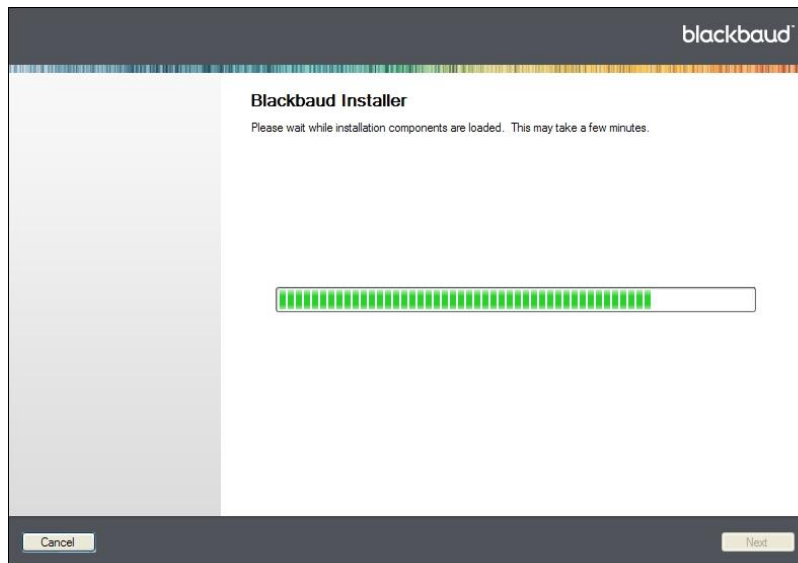 blackbaud
Blackbaud Installer
Please wait while installation components are loaded. This may take a few minutes.
Cancel
Next